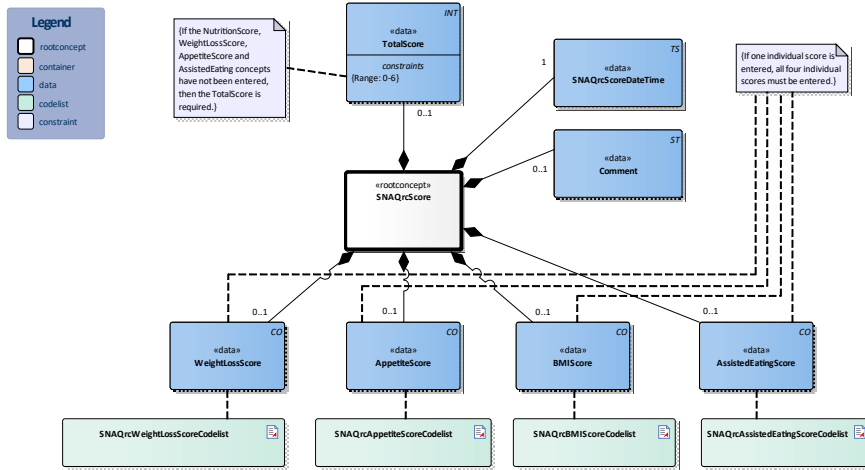 Legend
rootconcept
container
data
codelist
constraint
{If the NutritionScore,
WeightLossScore,
AppetiteScore and
AssistedEating concepts
have not been entered,
then the TotalScore is
required.}
INT
«data»
TotalScore
constraints
{Range: 0-6}
0..1
TS
«data»
SNAQrcScoreDateTime
1
ST
«data»
Comment
0..1
{If one individual score is
entered, all four individual
scores must be entered.}
«rootconcept»
SNAQrcScore
0..1
0..1
0..1
0..1
CO
«data»
WeightLossScore
CO
«data»
AppetiteScore
CO
«data»
BMIScore
CO
«data»
AssistedEatingScore
SNAQrcWeightLossScoreCodelist
SNAQrcAppetiteScoreCodelist
SNAQrcBMIScoreCodelist
SNAQrcAssistedEatingScoreCodelist